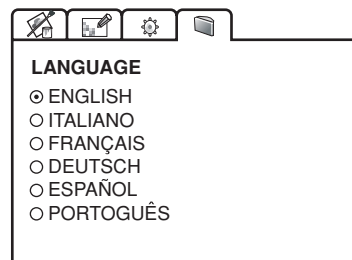 LANGUAGE
ENGLISH
ITALIANO
FRANÇAIS
DEUTSCH
ESPAÑOL
PORTOGUÊS